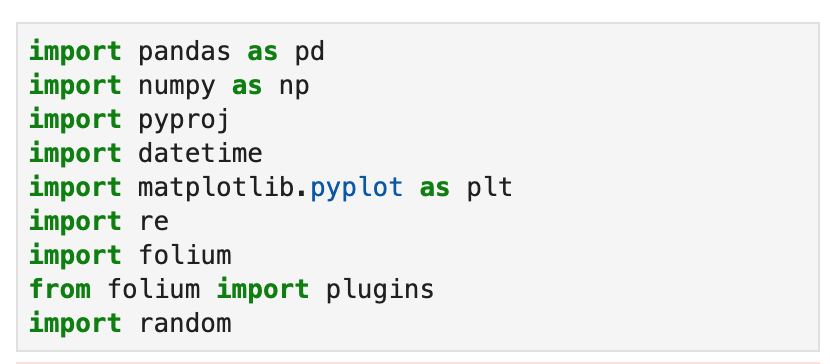 import pandas as pd
import numpy as np
import pyproj
import datetime
import matplotlib.pyplot as plt
import re
import folium
from folium import plugins
import random